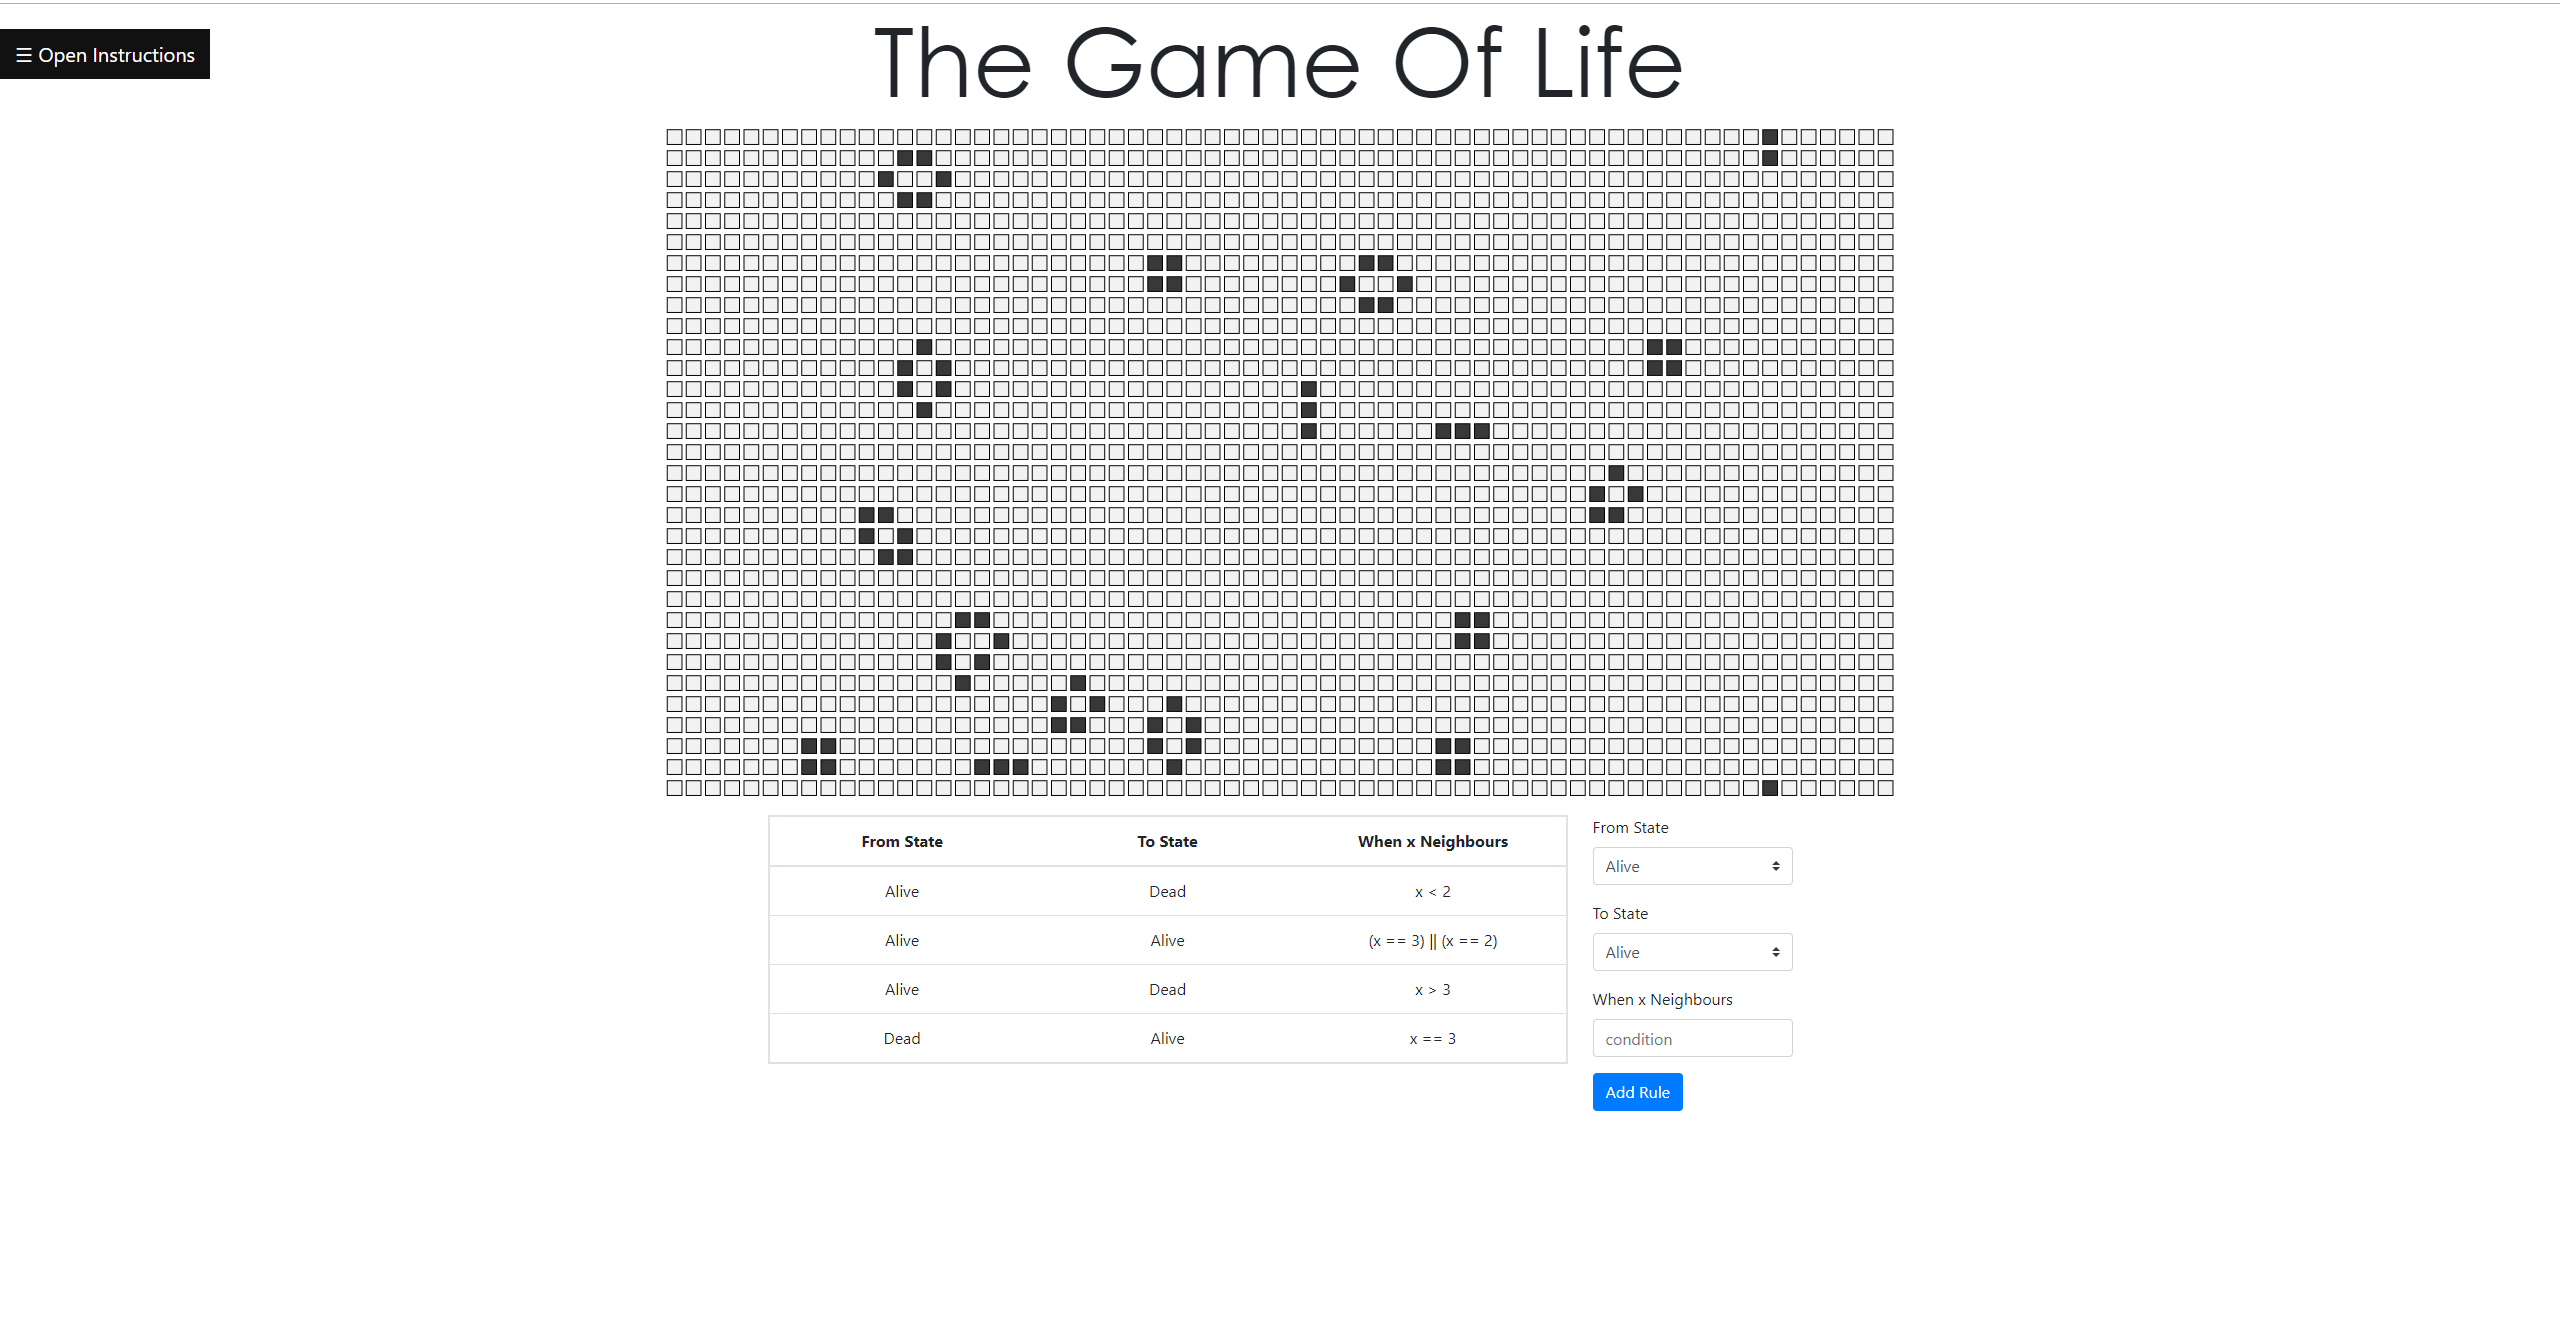 The Game Of Life
☰ Open Instructions
From State To State When x Neighbours
Alive Dead x < 2
Alive Alive (x == 3) || (x == 2)
Alive Dead x > 3
Dead Alive x == 3
From State
Alive
To State
Alive
When x Neighbours
condition
Add Rule